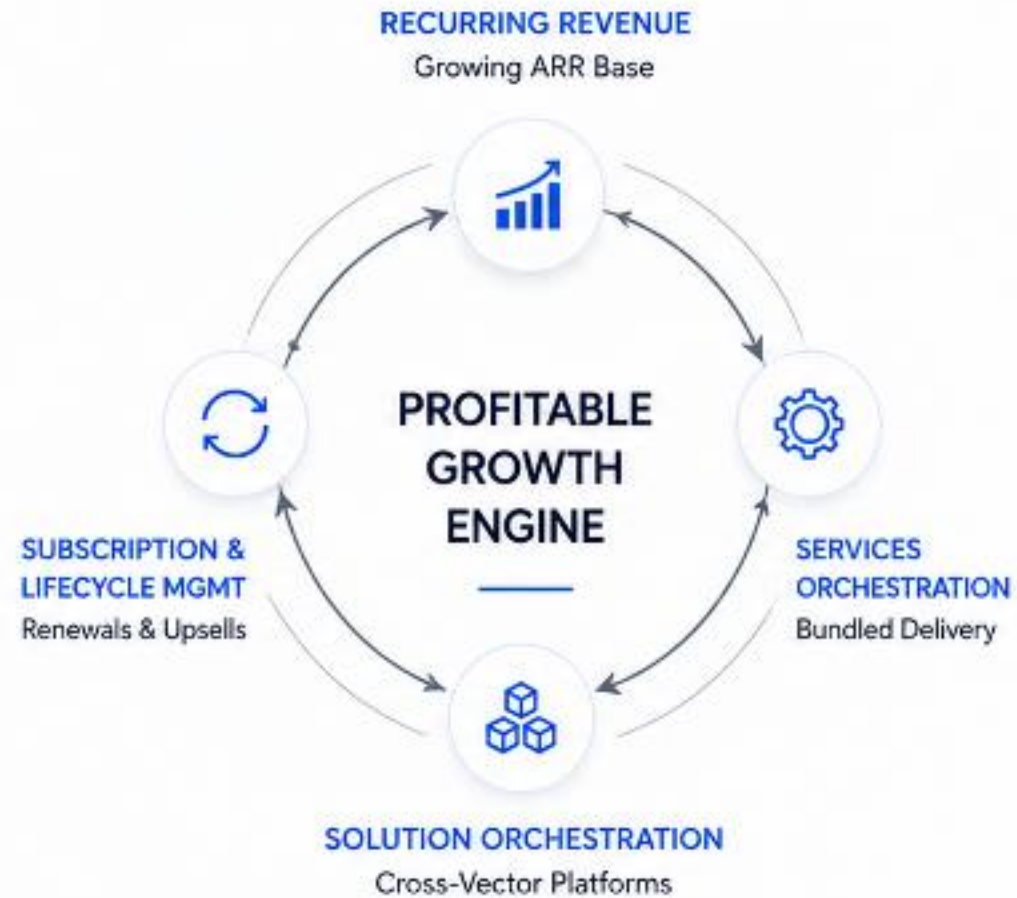 RECURRING REVENUE
Growing ARR Base
PROFITABLE
GROWTH
ENGINE
SUBSCRIPTION &
LIFECYCLE MGMT
Renewals & Upsells
SERVICES
ORCHESTRATION
Bundled Delivery
SOLUTION ORCHESTRATION
Cross-Vector Platforms